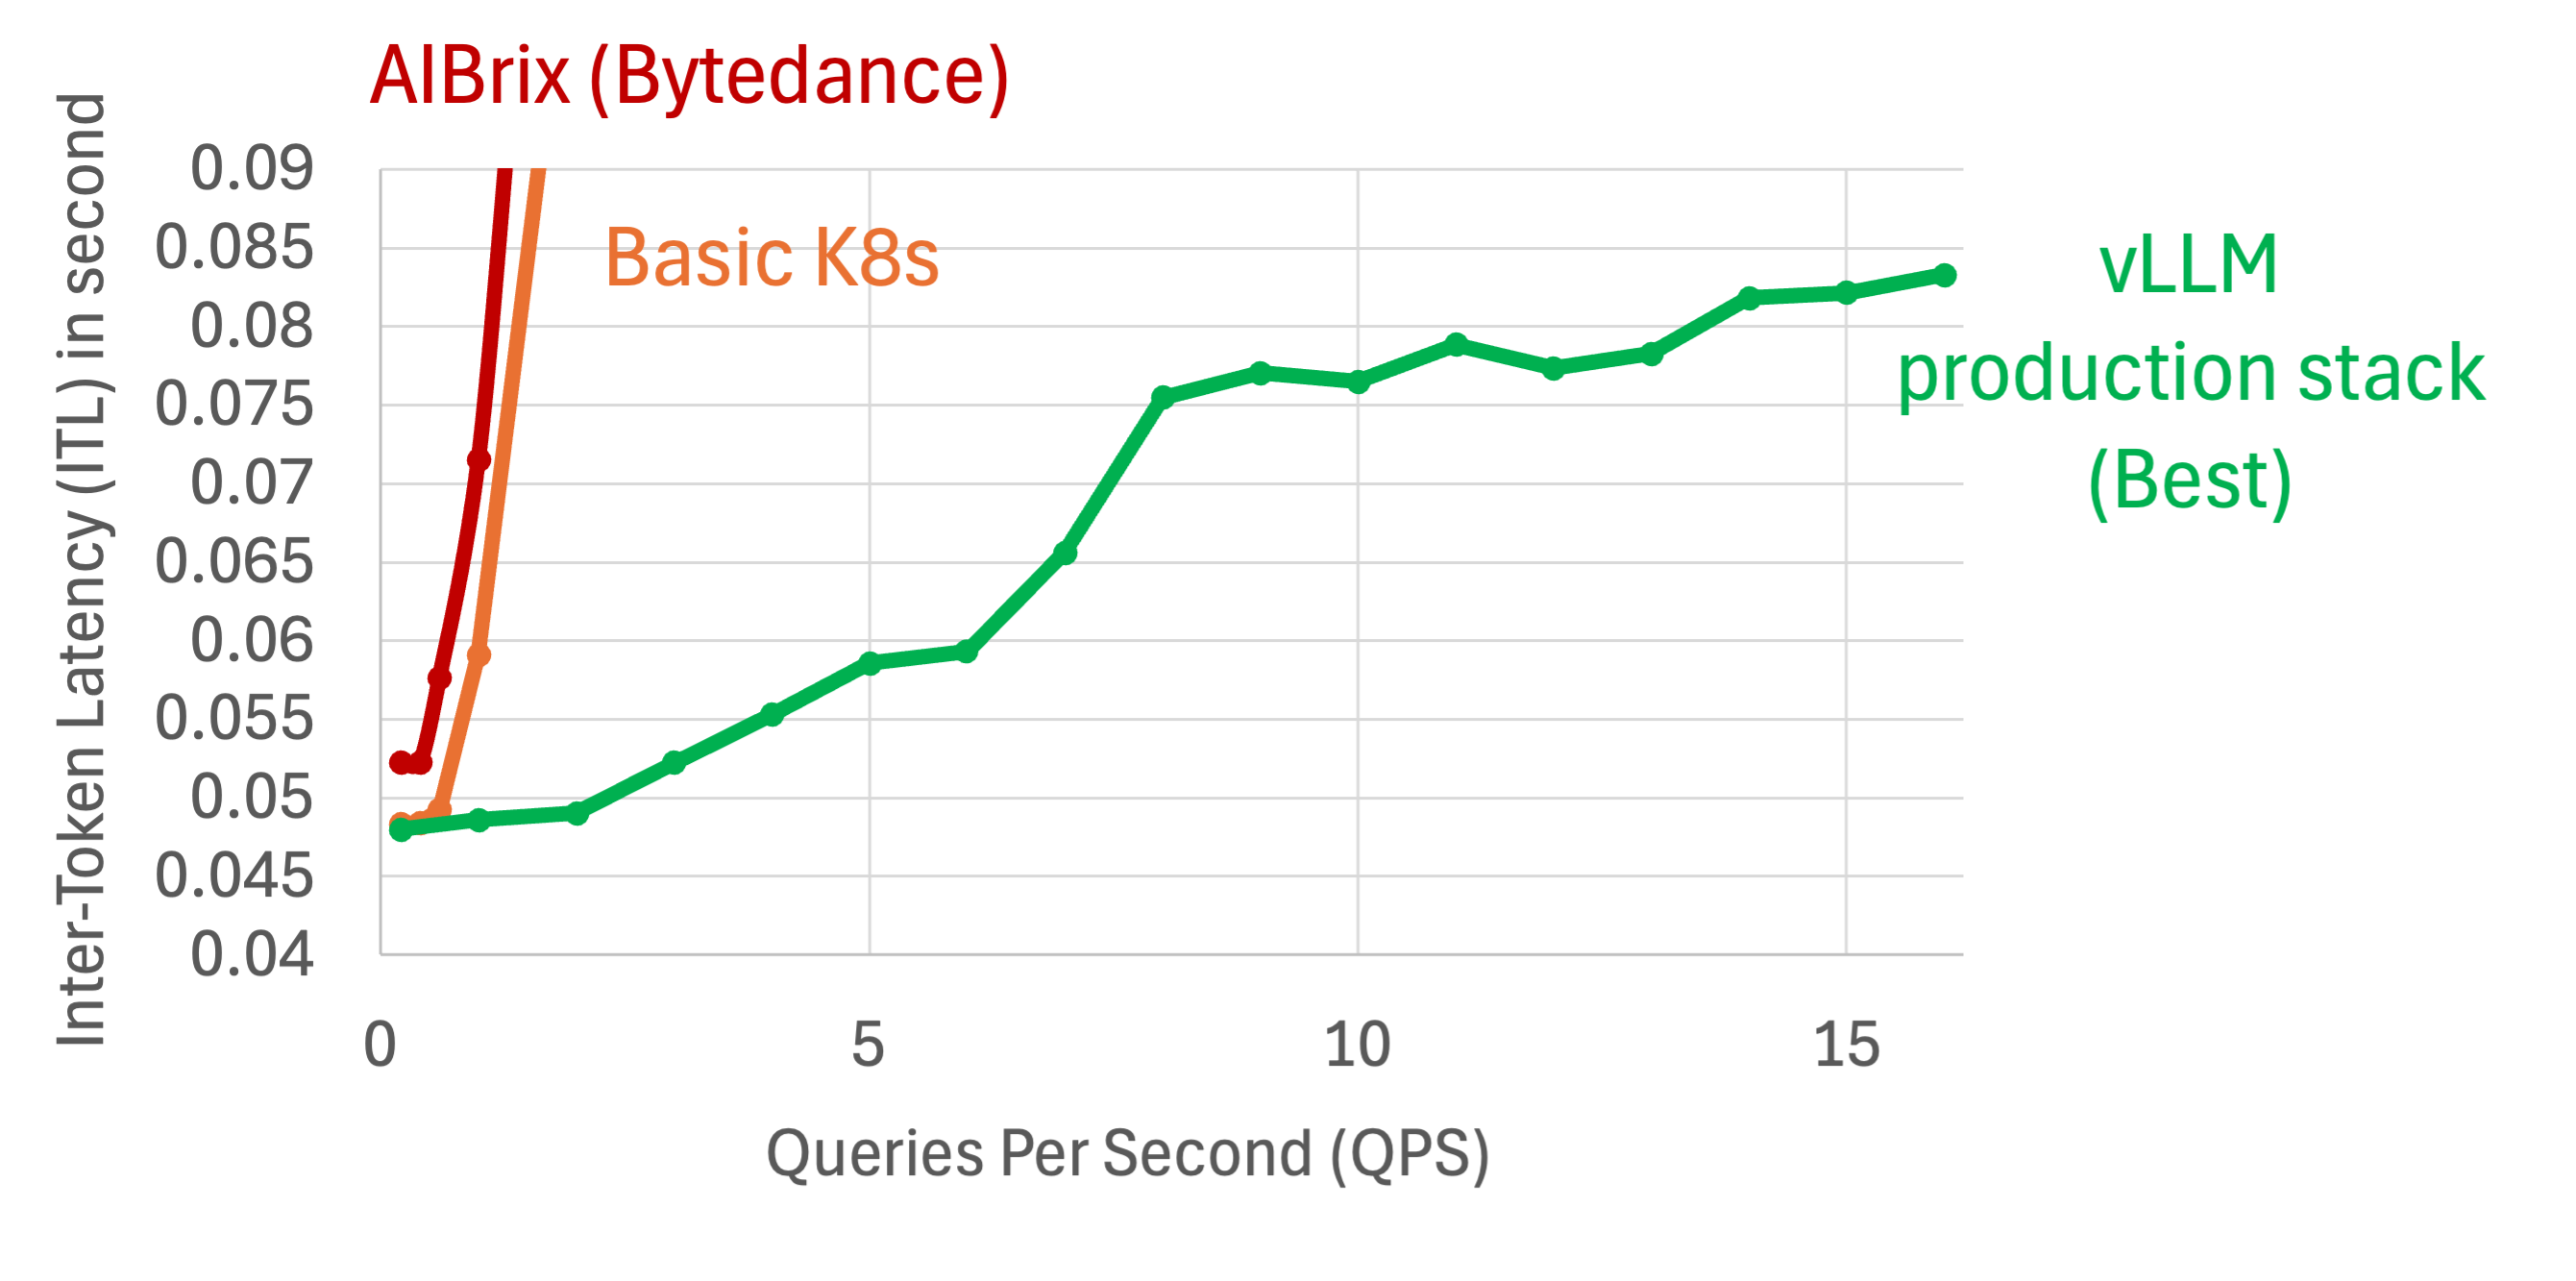 AIBrix (Bytedance)
Inter-Token Latency (ITL) in second
0.09
0.085
0.08
0.075
0.07
0.065
0.06
0.055
0.05
0.045
0.04
Basic K8s
vLLM
production stack
(Best)
0 5 10 15
Queries Per Second (QPS)